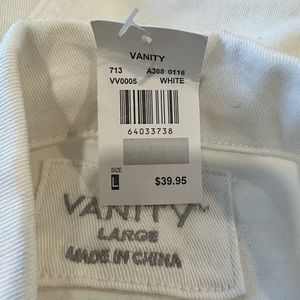 VANITY
713 A368 0116
VV0005 WHITE
64033738
SIZE
L $39.95
VANITY™
LARGE
MADE IN CHINA